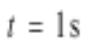 t = 1s